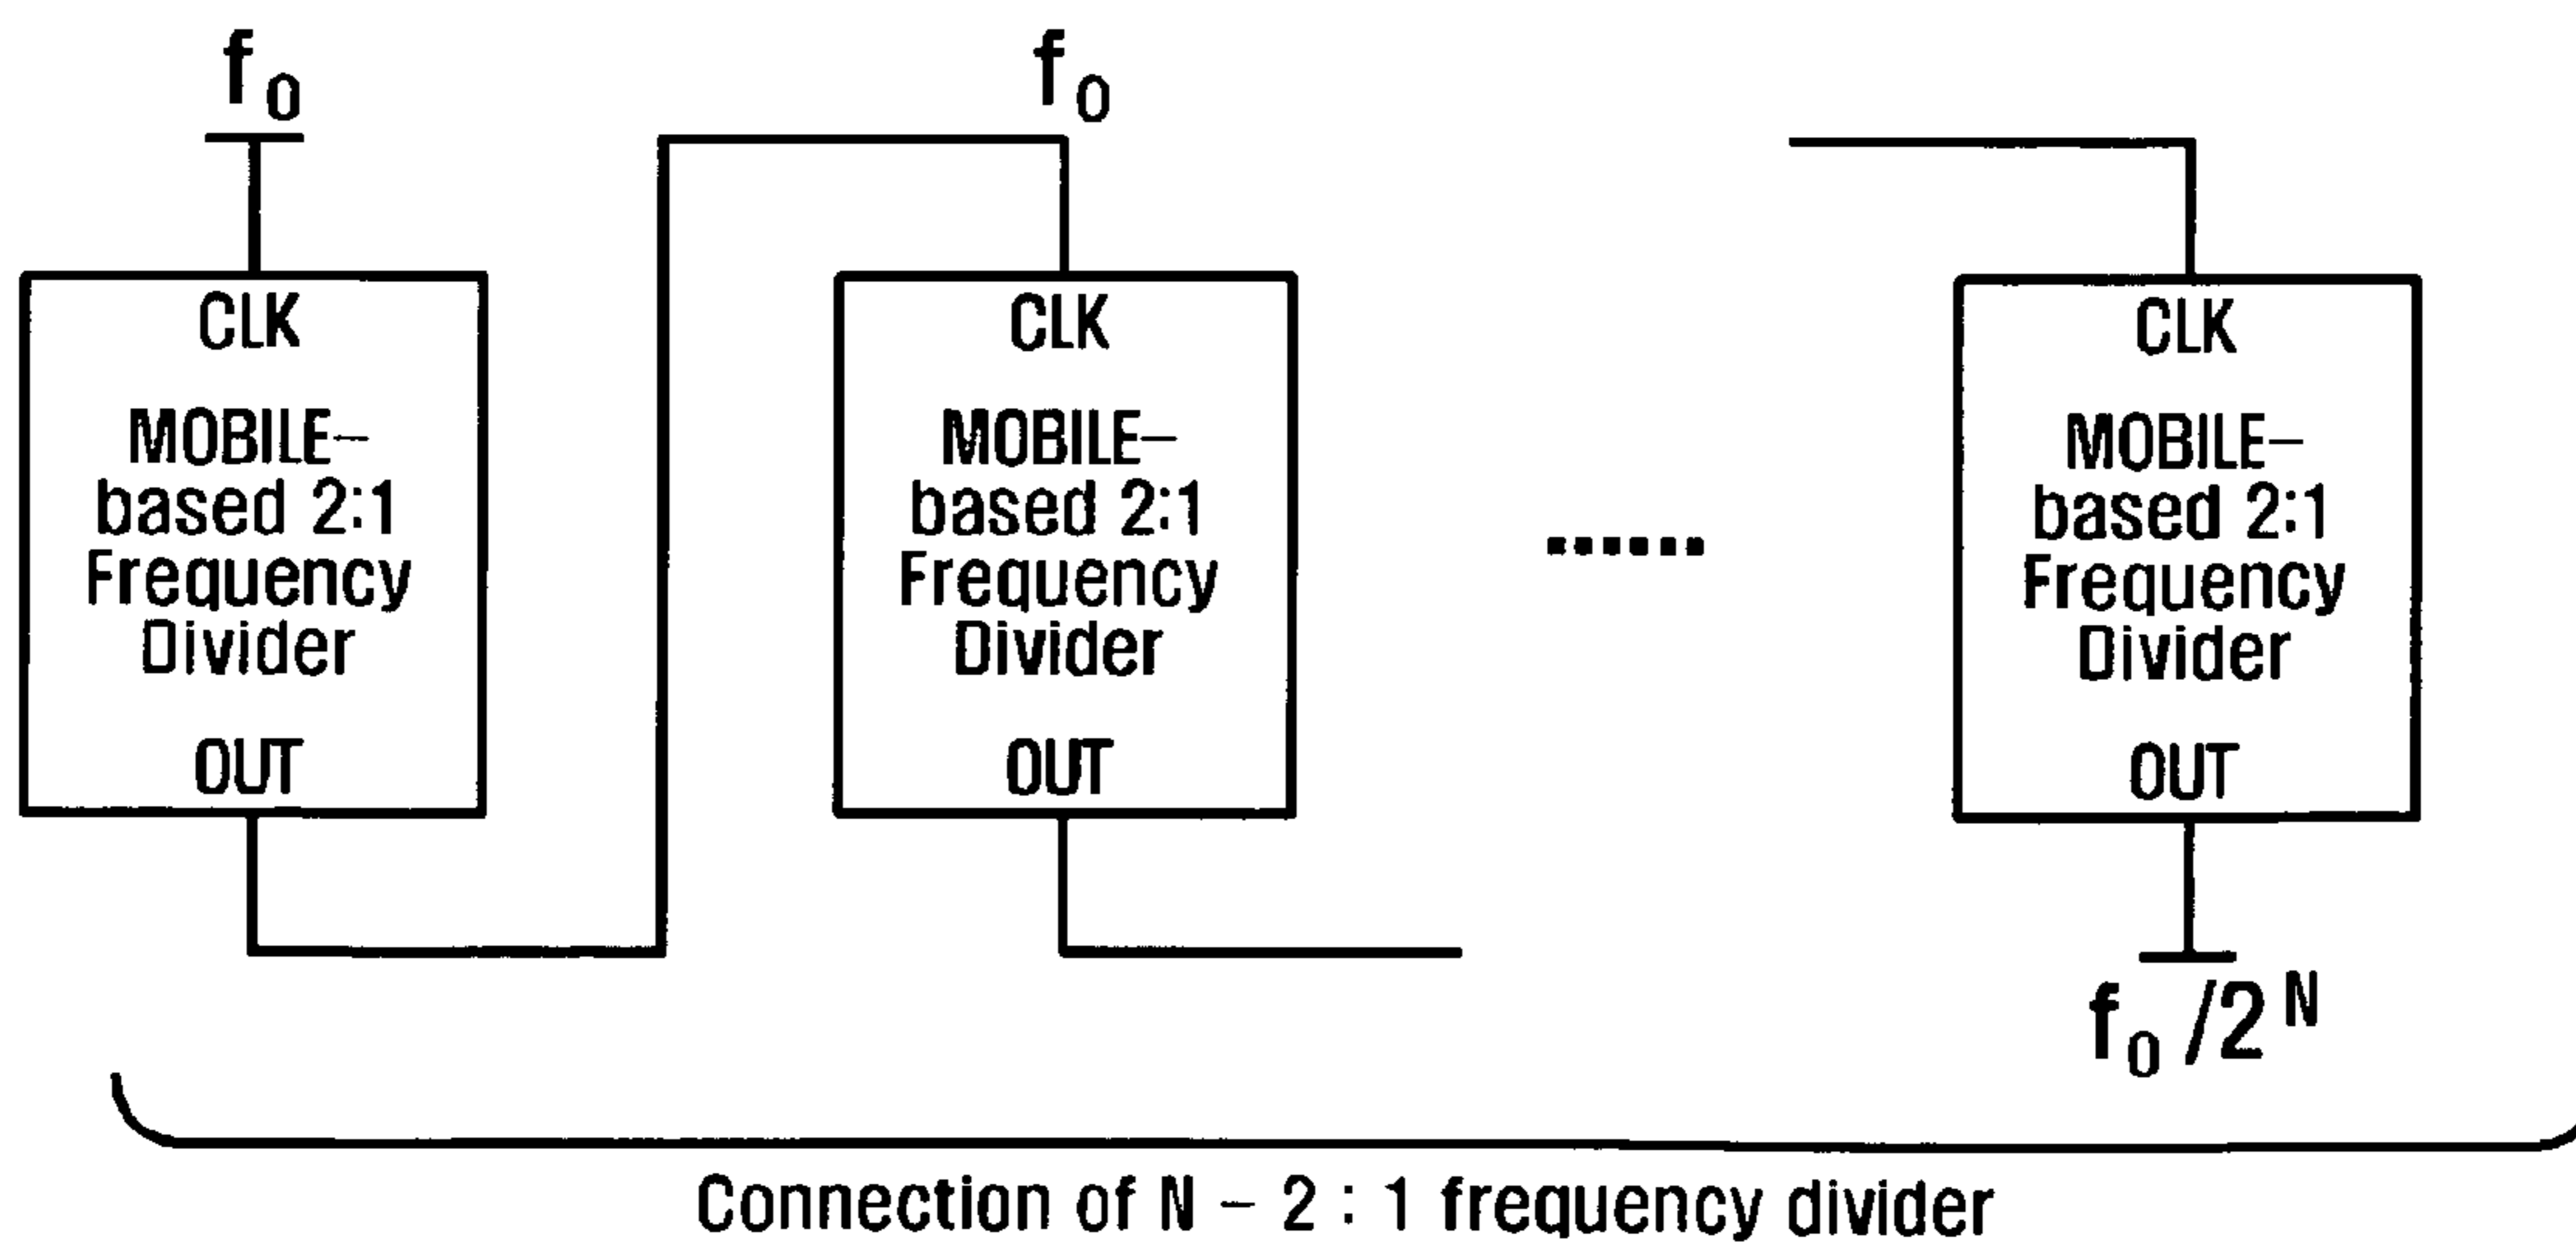 f0
CLK
MOBILE-
based 2:1
Frequency
Divider
OUT
f0
CLK
MOBILE-
based 2:1
Frequency
Divider
OUT
......
CLK
MOBILE-
based 2:1
Frequency
Divider
OUT
f0 /2^N
Connection of N - 2 : 1 frequency divider